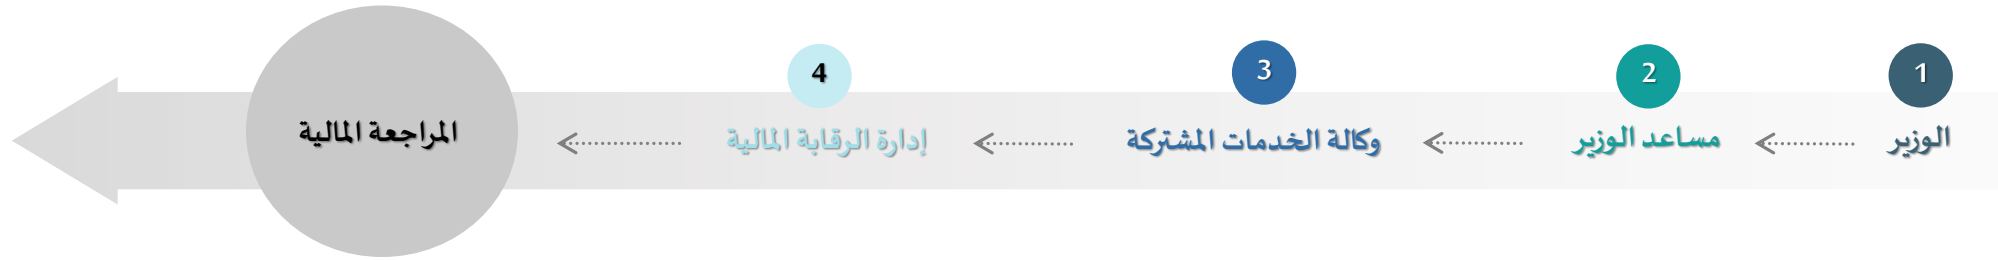 1
الوزير
2
مساعد الوزير
3
وكالة الخدمات المشتركة
4
إدارة الرقابة المالية
المراجعة المالية